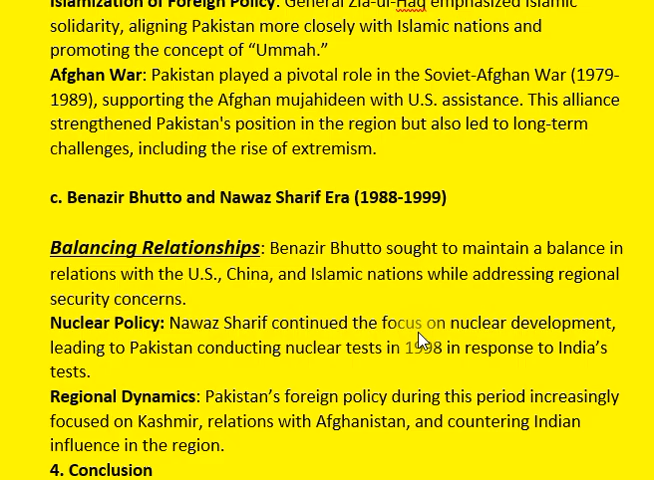 Islamization of Foreign Policy: General Zia-ul-Haq emphasized Islamic
solidarity, aligning Pakistan more closely with Islamic nations and
promoting the concept of “Ummah.”
Afghan War: Pakistan played a pivotal role in the Soviet-Afghan War (1979-
1989), supporting the Afghan mujahideen with U.S. assistance. This alliance
strengthened Pakistan's position in the region but also led to long-term
challenges, including the rise of extremism.
c. Benazir Bhutto and Nawaz Sharif Era (1988-1999)
Balancing Relationships: Benazir Bhutto sought to maintain a balance in
relations with the U.S., China, and Islamic nations while addressing regional
security concerns.
Nuclear Policy: Nawaz Sharif continued the focus on nuclear development,
leading to Pakistan conducting nuclear tests in 1998 in response to India’s
tests.
Regional Dynamics: Pakistan’s foreign policy during this period increasingly
focused on Kashmir, relations with Afghanistan, and countering Indian
influence in the region.
4. Conclusion